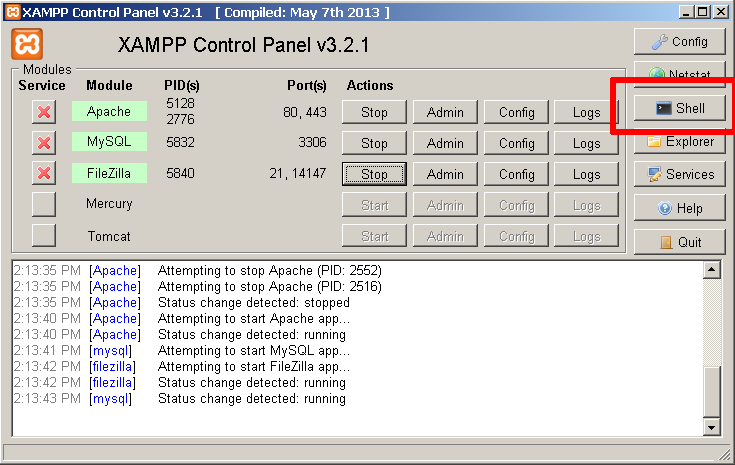 XAMPP Control Panel v3.2.1 [ Compiled: May 7th 2013 ]
XAMPP Control Panel v3.2.1
Config
Netstat
Shell
Explorer
Services
Help
Quit
Modules
Service Module PID(s) Port(s) Actions
Apache 5128 2776 80, 443 Stop Admin Config Logs
MySQL 5832 3306 Stop Admin Config Logs
FileZilla 5840 21, 14147 Stop Admin Config Logs
Mercury Start Admin Config Logs
Tomcat Start Admin Config Logs
2:13:35 PM [Apache] Attempting to stop Apache (PID: 2552)
2:13:35 PM [Apache] Attempting to stop Apache (PID: 2516)
2:13:35 PM [Apache] Status change detected: stopped
2:13:40 PM [Apache] Attempting to start Apache app...
2:13:40 PM [Apache] Status change detected: running
2:13:41 PM [mysql] Attempting to start MySQL app...
2:13:42 PM [filezilla] Attempting to start FileZilla app...
2:13:42 PM [filezilla] Status change detected: running
2:13:43 PM [mysql] Status change detected: running